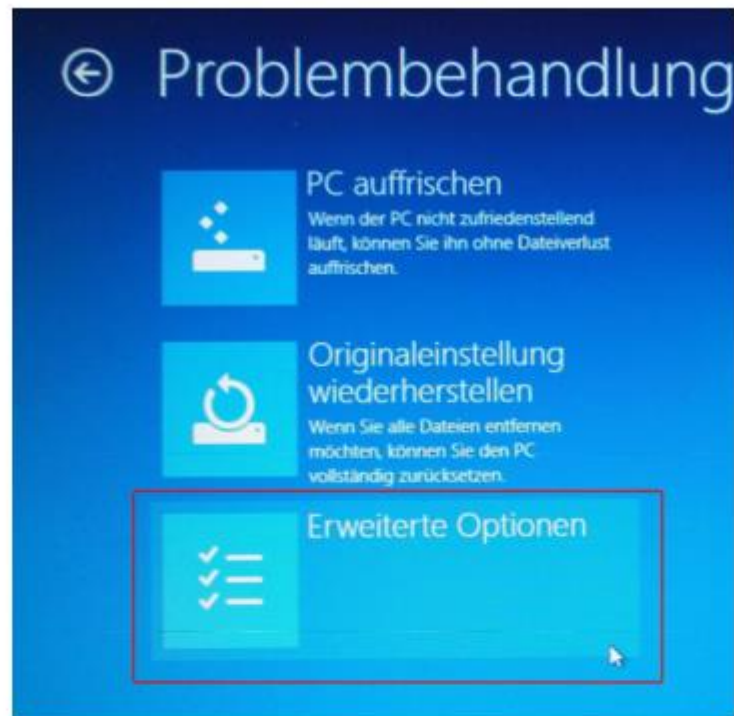 Problembehandlung
PC auffrischen
Wenn der PC nicht zufriedenstellend
läuft, können Sie ihn ohne Dateiverlust
auffrischen.
Originaleinstellung
wiederherstellen
Wenn Sie alle Dateien entfernen
möchten, können Sie den PC
vollständig zurücksetzen.
Erweiterte Optionen